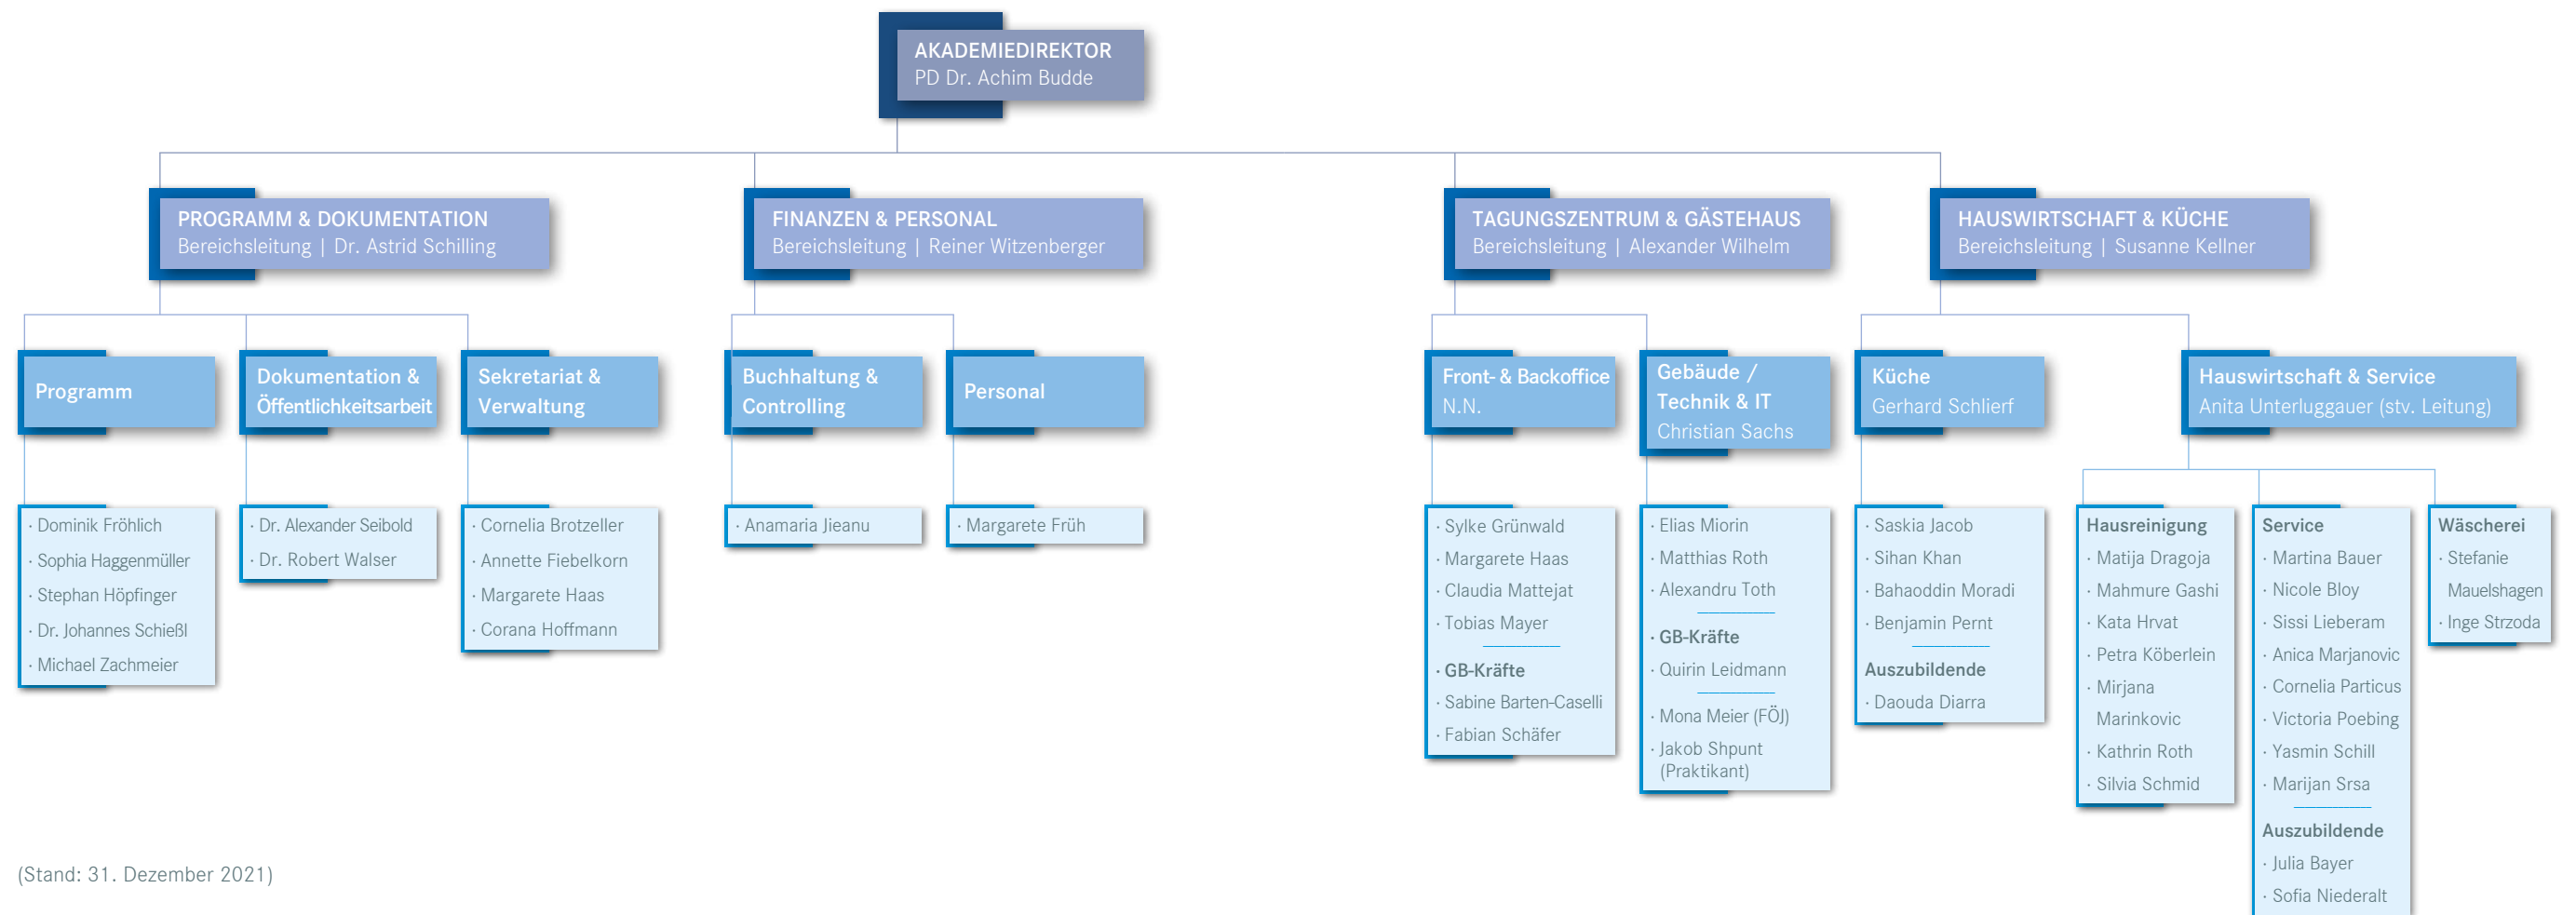 AKADEMIEDIREKTOR
PD Dr. Achim Budde
PROGRAMM & DOKUMENTATION
Bereichsleitung | Dr. Astrid Schilling
FINANZEN & PERSONAL
Bereichsleitung | Reiner Witzenberger
TAGUNGSZENTRUM & GÄSTEHAUS
Bereichsleitung | Alexander Wilhelm
HAUSWIRTSCHAFT & KÜCHE
Bereichsleitung | Susanne Kellner
Programm
Dokumentation &
Öffentlichkeitsarbeit
Sekretariat &
Verwaltung
Buchhaltung &
Controlling
Personal
Front- & Backoffice
N.N.
Gebäude /
Technik & IT
Christian Sachs
Küche
Gerhard Schlierf
Hauswirtschaft & Service
Anita Unterluggauer (stv. Leitung)
· Dominik Fröhlich
· Sophia Haggenmüller
· Stephan Höpfinger
· Dr. Johannes Schießl
· Michael Zachmeier
· Dr. Alexander Seibold
· Dr. Robert Walser
· Cornelia Brotzeller
· Annette Fiebelkorn
· Margarete Haas
· Corana Hoffmann
· Anamaria Jieanu
· Margarete Früh
· Sylke Grünwald
· Margarete Haas
· Claudia Mattejat
· Tobias Mayer
· GB-Kräfte
· Sabine Barten-Caselli
· Fabian Schäfer
· Elias Miorin
· Matthias Roth
· Alexandru Toth
· GB-Kräfte
· Quirin Leidmann
· Mona Meier (FÖJ)
· Jakob Shpunt
(Praktikant)
· Saskia Jacob
· Sihan Khan
· Bahaoddin Moradi
· Benjamin Pernt
Auszubildende
· Daouda Diarra
Hausreinigung
· Matija Dragoja
· Mahmure Gashi
· Kata Hrvat
· Petra Köberlein
· Mirjana
Marinkovic
· Kathrin Roth
· Silvia Schmid
Service
· Martina Bauer
· Nicole Bloy
· Sissi Lieberam
· Anica Marjanovic
· Cornelia Particus
· Victoria Poebing
· Yasmin Schill
· Marijan Srsa
Auszubildende
· Julia Bayer
· Sofia Niederalt
Wäscherei
· Stefanie
Mauelshagen
· Inge Strzoda
(Stand: 31. Dezember 2021)